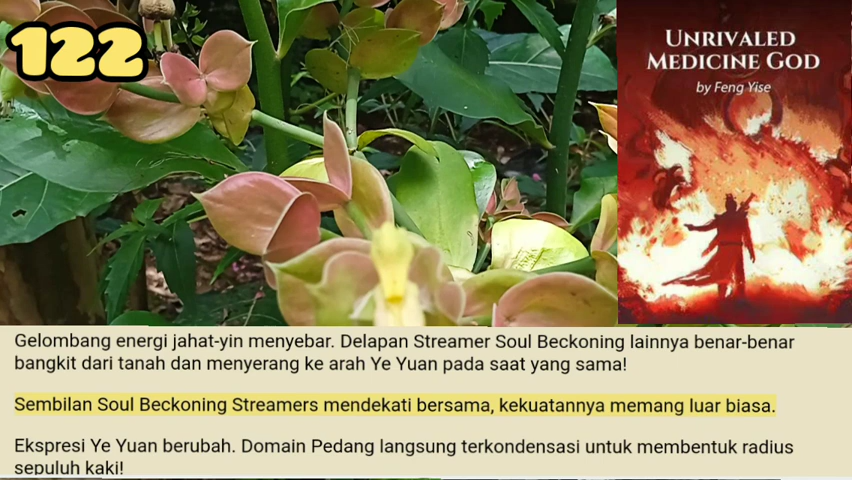 122
UNRIVALED
MEDICINE GOD
by Feng Yise
Gelombang energi jahat-yin menyebar. Delapan Streamer Soul Beckoning lainnya benar-benar
bangkit dari tanah dan menyerang ke arah Ye Yuan pada saat yang sama!
Sembilan Soul Beckoning Streamers mendekati bersama, kekuatannya memang luar biasa.
Ekspresi Ye Yuan berubah. Domain Pedang langsung terkondensasi untuk membentuk radius
sepuluh kaki!